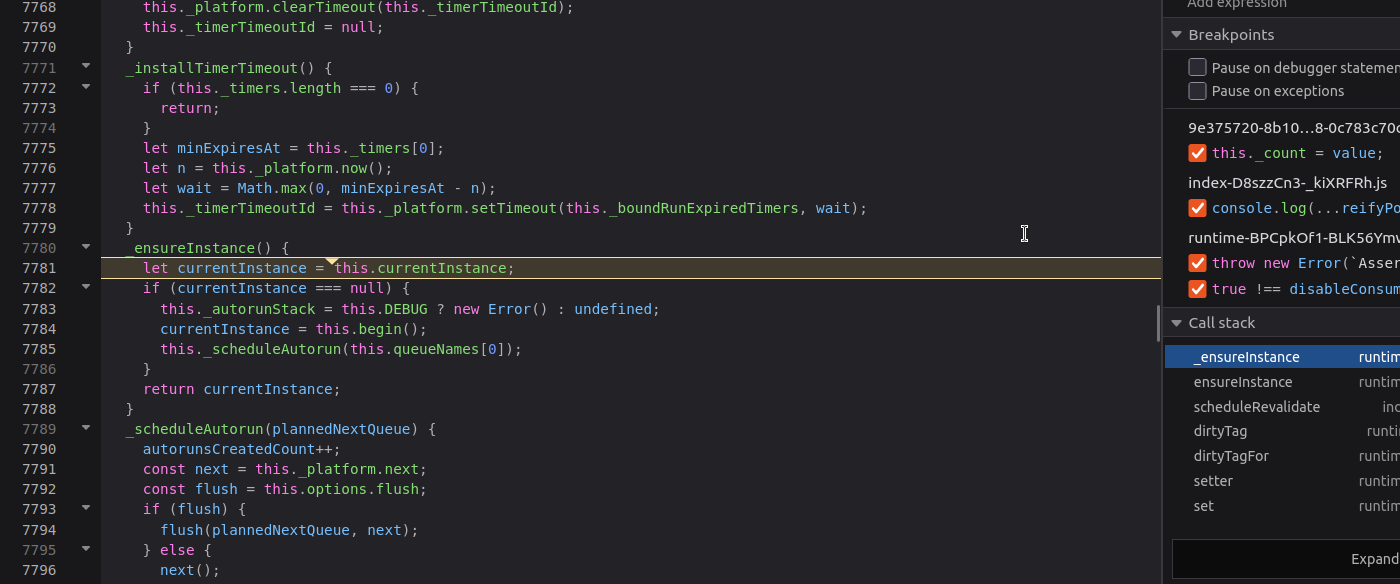 7768 this._platform.clearTimeout(this._timerTimeoutId);
7769 this._timerTimeoutId = null;
7770 }
7771 _installTimerTimeout() {
7772 if (this._timers.length === 0) {
7773 return;
7774 }
7775 let minExpiresAt = this._timers[0];
7776 let n = this._platform.now();
7777 let wait = Math.max(0, minExpiresAt - n);
7778 this._timerTimeoutId = this._platform.setTimeout(this._boundRunExpiredTimers, wait);
7779 }
7780 _ensureInstance() {
7781 let currentInstance = this.currentInstance;
7782 if (currentInstance === null) {
7783 this._autorunStack = this.DEBUG ? new Error() : undefined;
7784 currentInstance = this.begin();
7785 this._scheduleAutorun(this.queueNames[0]);
7786 }
7787 return currentInstance;
7788 }
7789 _scheduleAutorun(plannedNextQueue) {
7790 autorunsCreatedCount++;
7791 const next = this._platform.next;
7792 const flush = this.options.flush;
7793 if (flush) {
7794 flush(plannedNextQueue, next);
7795 } else {
7796 next();
Add expression
Breakpoints
Pause on debugger statemen
Pause on exceptions
9e375720-8b10…8-0c783c70c
this._count = value;
index-D8szzCn3-_kiXRFRh.js
console.log(...reifyPo
runtime-BPCpkOf1-BLK56Ymv
throw new Error(`Asser
true !== disableConsum
Call stack
_ensureInstance runtim
ensureInstance runtim
scheduleRevalidate ind
dirtyTag runti
dirtyTagFor runtim
setter runtim
set runtim
Expand